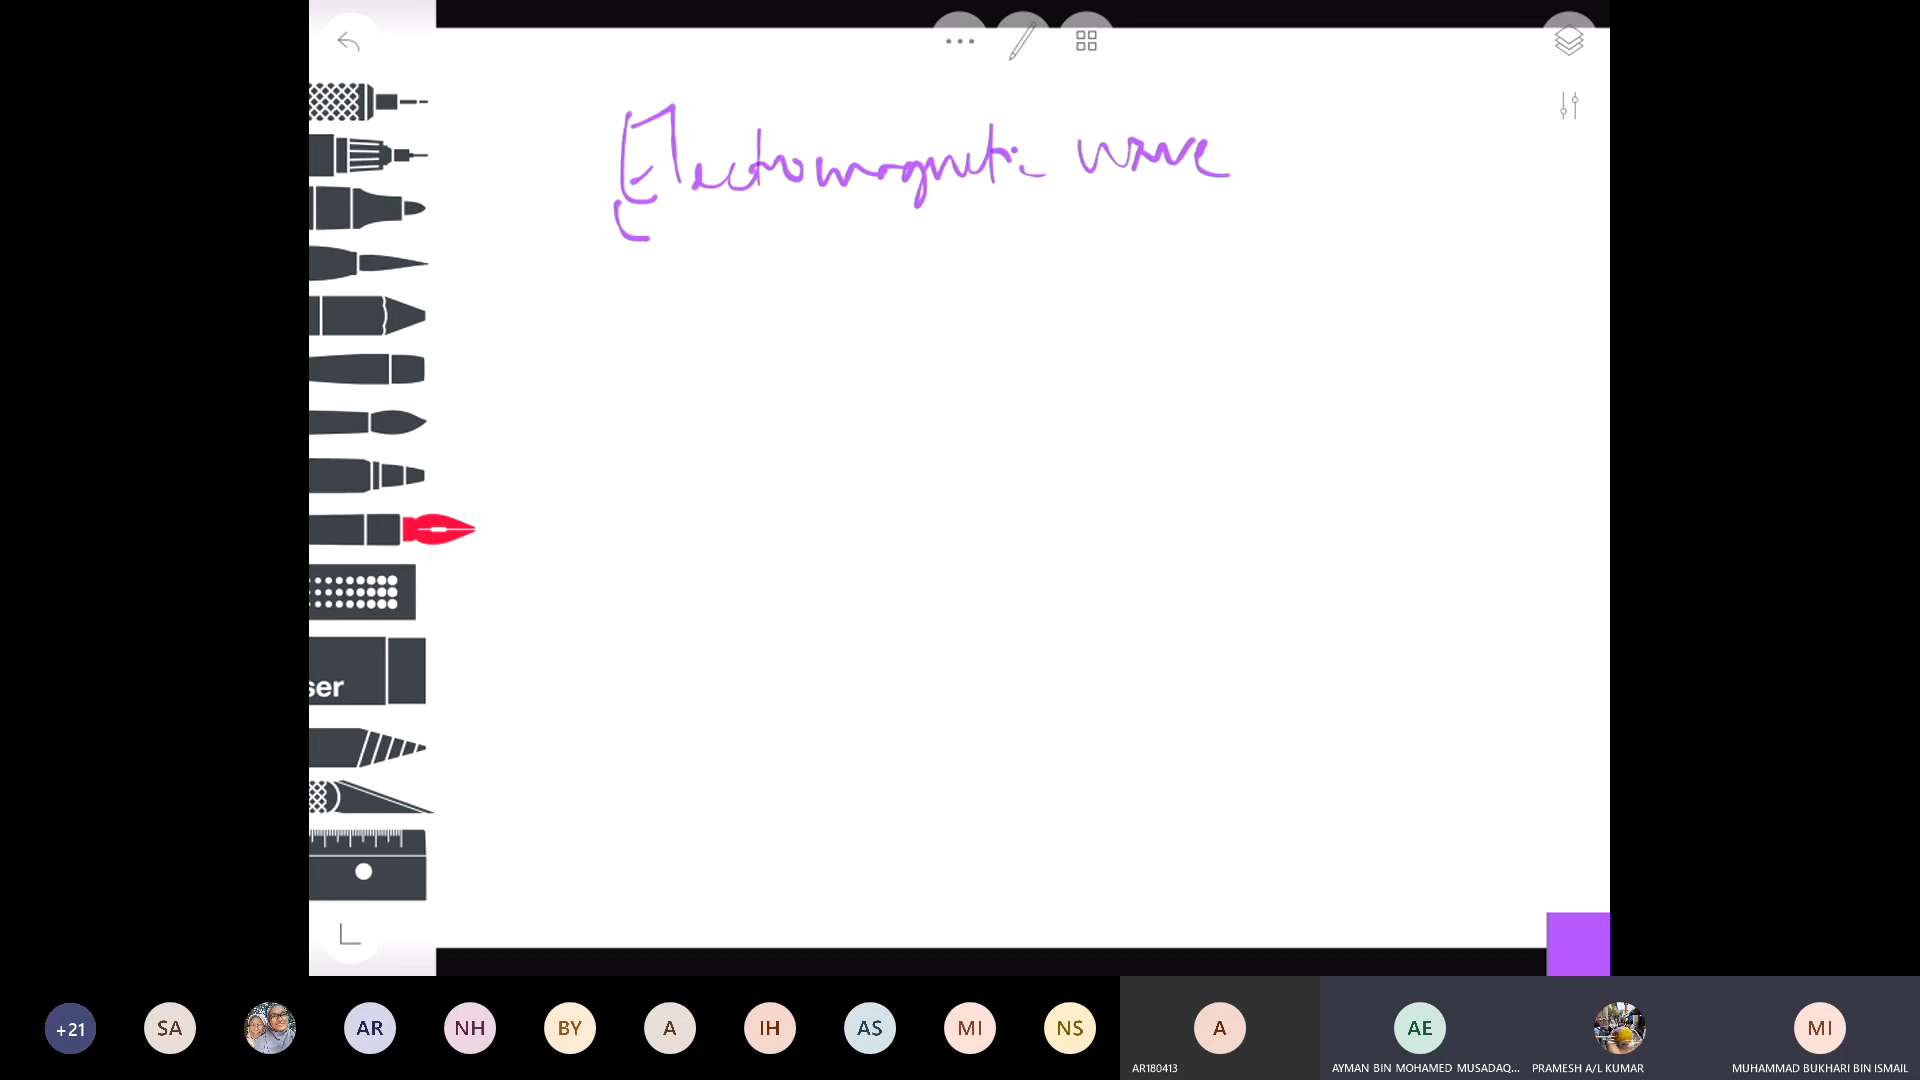 Electromagnetic wave
ser
+21
SA
AR
NH
BY
A
IH
AS
MI
NS
A
AE
MI
AR180413
AYMAN BIN MOHAMED MUSADAQ...
PRAMESH A/L KUMAR
MUHAMMAD BUKHARI BIN ISMAIL